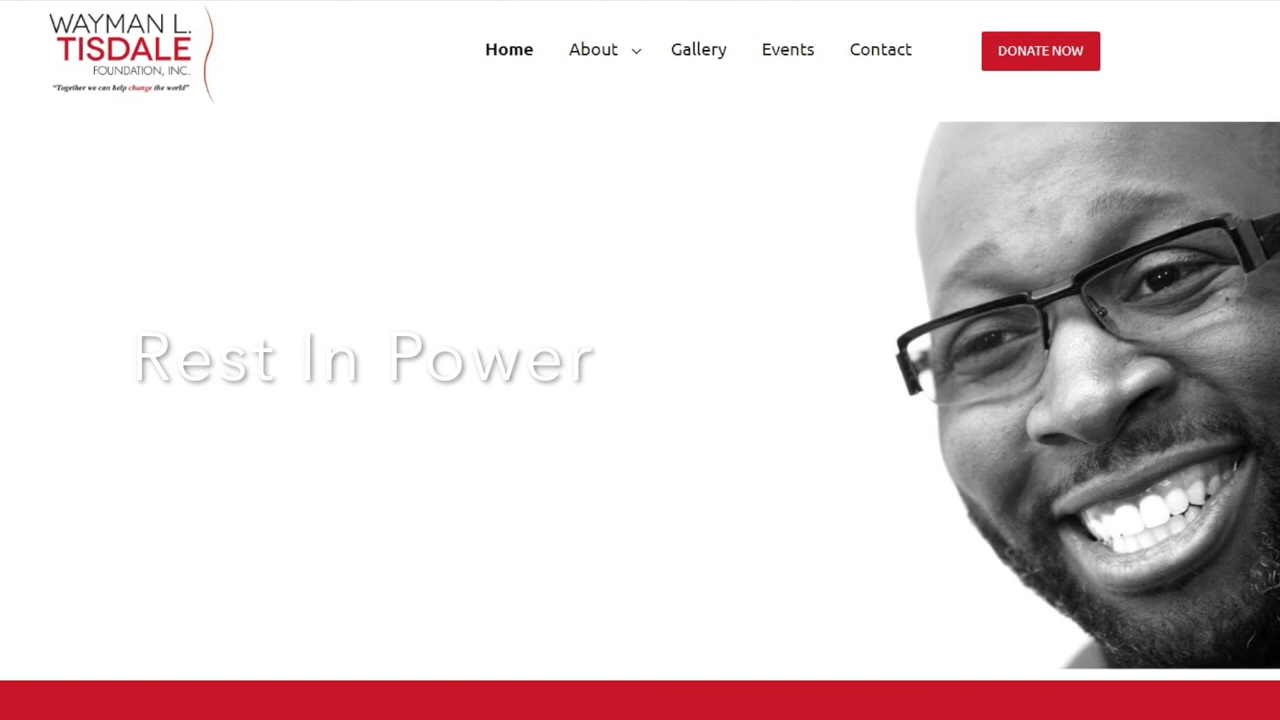 WAYMAN L.
TISDALE
FOUNDATION, INC.
"Together we can help change the world"
Home About Gallery Events Contact DONATE NOW
Rest In Power